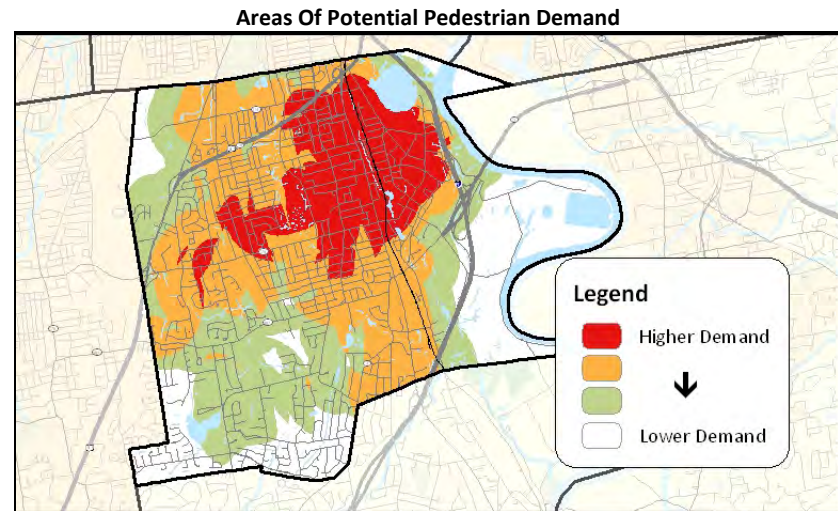 Areas Of Potential Pedestrian Demand
Legend
Higher Demand
Lower Demand